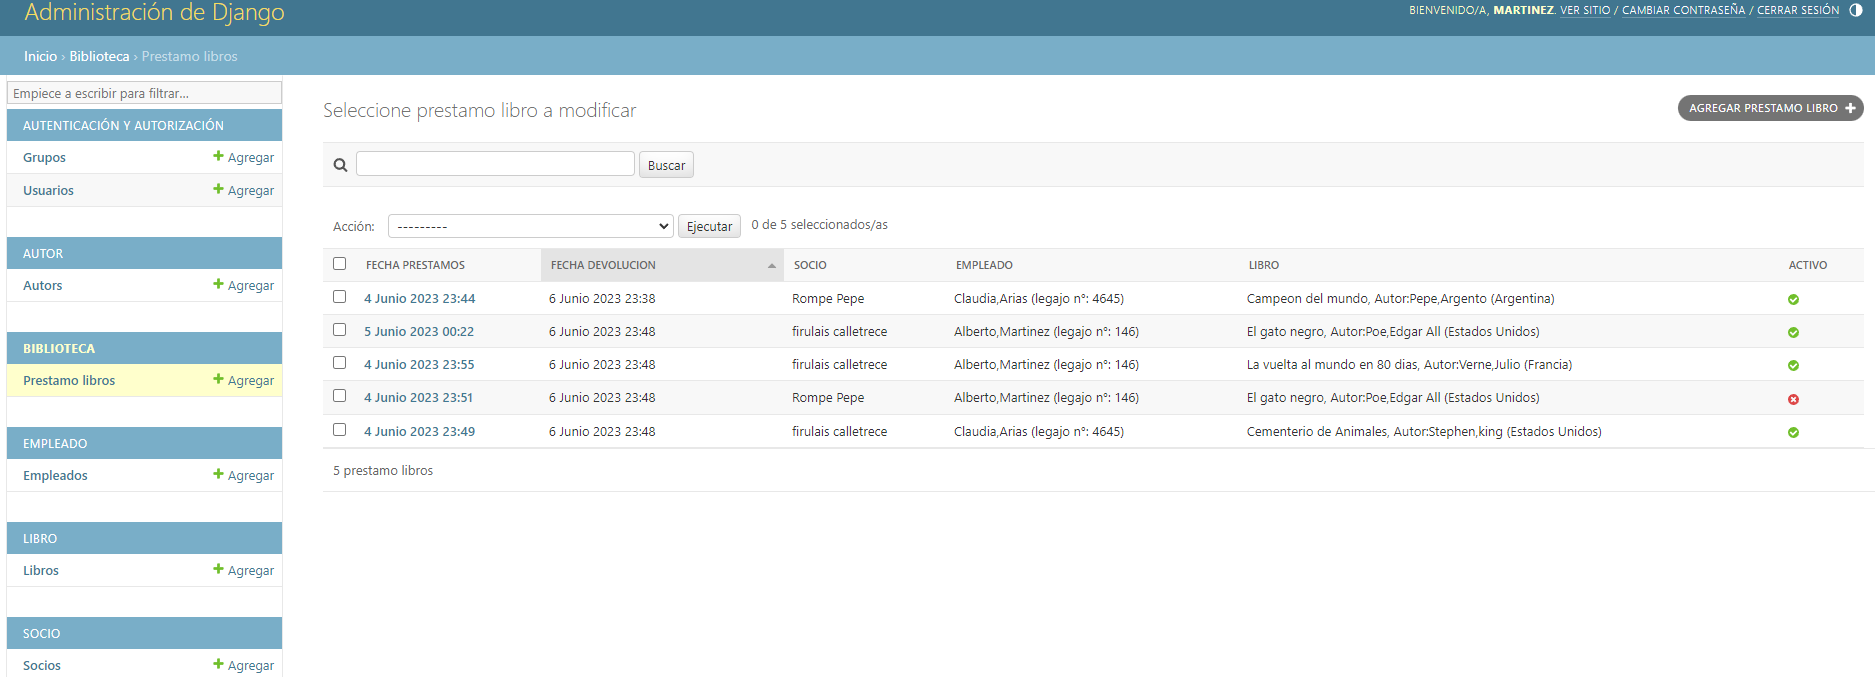 Administración de Django
BIENVENIDO/A, MARTINEZ. VER SITIO / CAMBIAR CONTRASEÑA / CERRAR SESIÓN
Inicio › Biblioteca › Prestamo libros
Empiece a escribir para filtrar...
AUTENTICACIÓN Y AUTORIZACIÓN
Grupos Agregar
Usuarios Agregar
AUTOR
Autors Agregar
BIBLIOTECA
Prestamo libros Agregar
EMPLEADO
Empleados Agregar
LIBRO
Libros Agregar
SOCIO
Socios Agregar
Seleccione prestamo libro a modificar
AGREGAR PRESTAMO LIBRO
Buscar
Acción: --------- Ejecutar 0 de 5 seleccionados/as
FECHA PRESTAMOS FECHA DEVOLUCION SOCIO EMPLEADO LIBRO ACTIVO
4 Junio 2023 23:44 6 Junio 2023 23:38 Rompe Pepe Claudia,Arias (legajo n°: 4645) Campeon del mundo, Autor:Pepe,Argento (Argentina)
5 Junio 2023 00:22 6 Junio 2023 23:48 firulais calletrece Alberto,Martinez (legajo n°: 146) El gato negro, Autor:Poe,Edgar All (Estados Unidos)
4 Junio 2023 23:55 6 Junio 2023 23:48 firulais calletrece Alberto,Martinez (legajo n°: 146) La vuelta al mundo en 80 dias, Autor:Verne,Julio (Francia)
4 Junio 2023 23:51 6 Junio 2023 23:48 Rompe Pepe Alberto,Martinez (legajo n°: 146) El gato negro, Autor:Poe,Edgar All (Estados Unidos)
4 Junio 2023 23:49 6 Junio 2023 23:48 firulais calletrece Claudia,Arias (legajo n°: 4645) Cementerio de Animales, Autor:Stephen,king (Estados Unidos)
5 prestamo libros